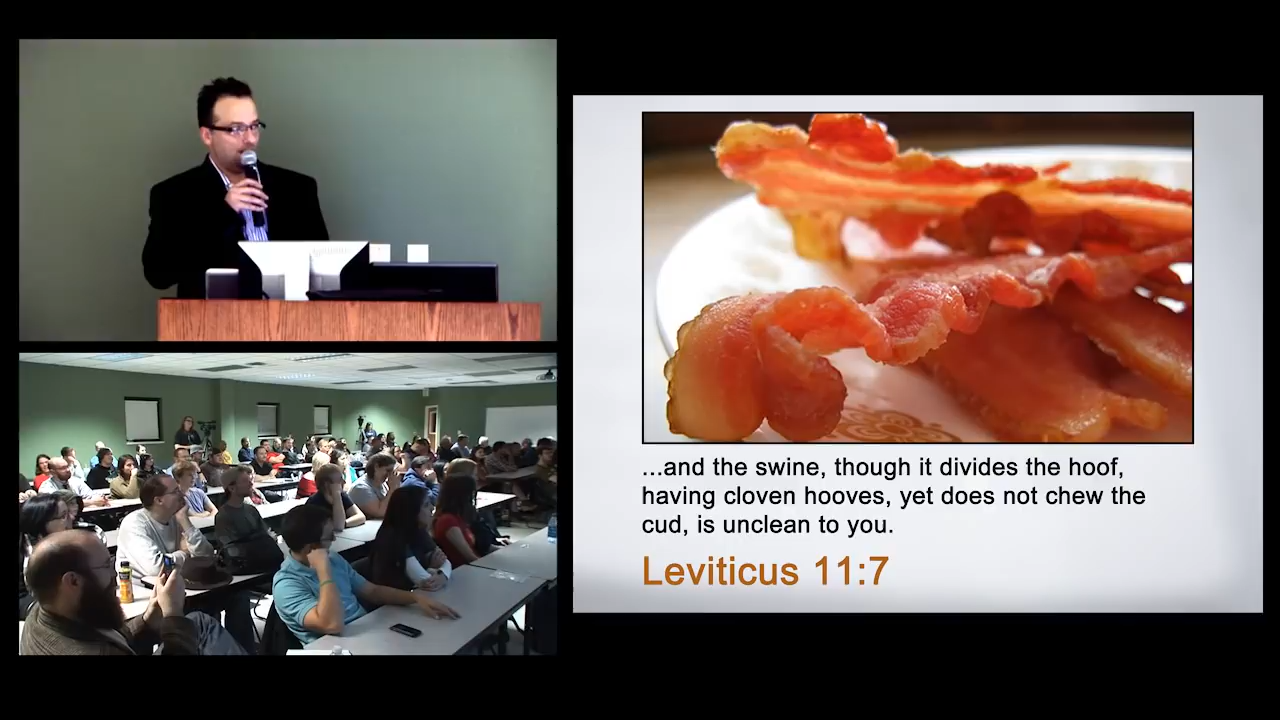 ...and the swine, though it divides the hoof,
having cloven hooves, yet does not chew the
cud, is unclean to you.
Leviticus 11:7